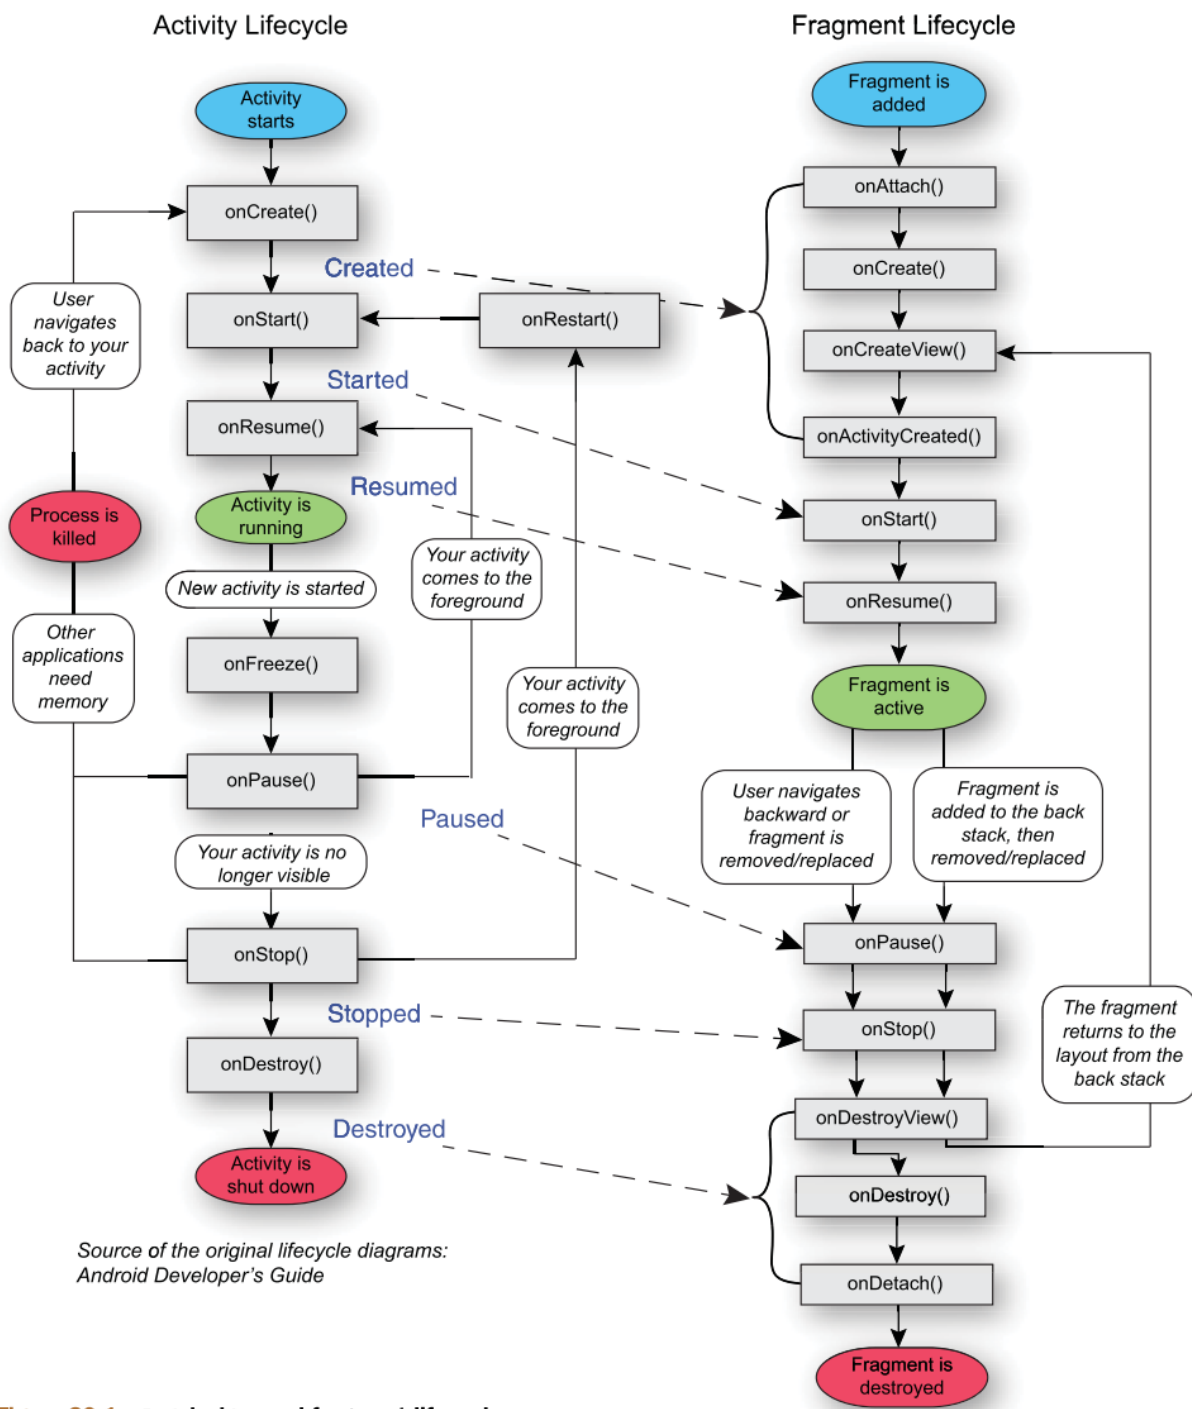 Activity Lifecycle
Fragment Lifecycle
Activity
starts
onCreate()
Created
onStart()
onRestart()
Started
onResume()
Resumed
Activity is
running
New activity is started
onFreeze()
onPause()
Paused
Your activity is no
longer visible
onStop()
Stopped
onDestroy()
Destroyed
Activity is
shut down
User
navigates
back to your
activity
Process is
killed
Other
applications
need
memory
Your activity
comes to the
foreground
Your activity
comes to the
foreground
Source of the original lifecycle diagrams:
Android Developer's Guide
Fragment is
added
onAttach()
onCreate()
onCreateView()
onActivityCreated()
onStart()
onResume()
Fragment is
active
User navigates
backward or
fragment is
removed/replaced
Fragment is
added to the back
stack, then
removed/replaced
onPause()
onStop()
The fragment
returns to the
layout from the
back stack
onDestroyView()
onDestroy()
onDetach()
Fragment is
destroyed